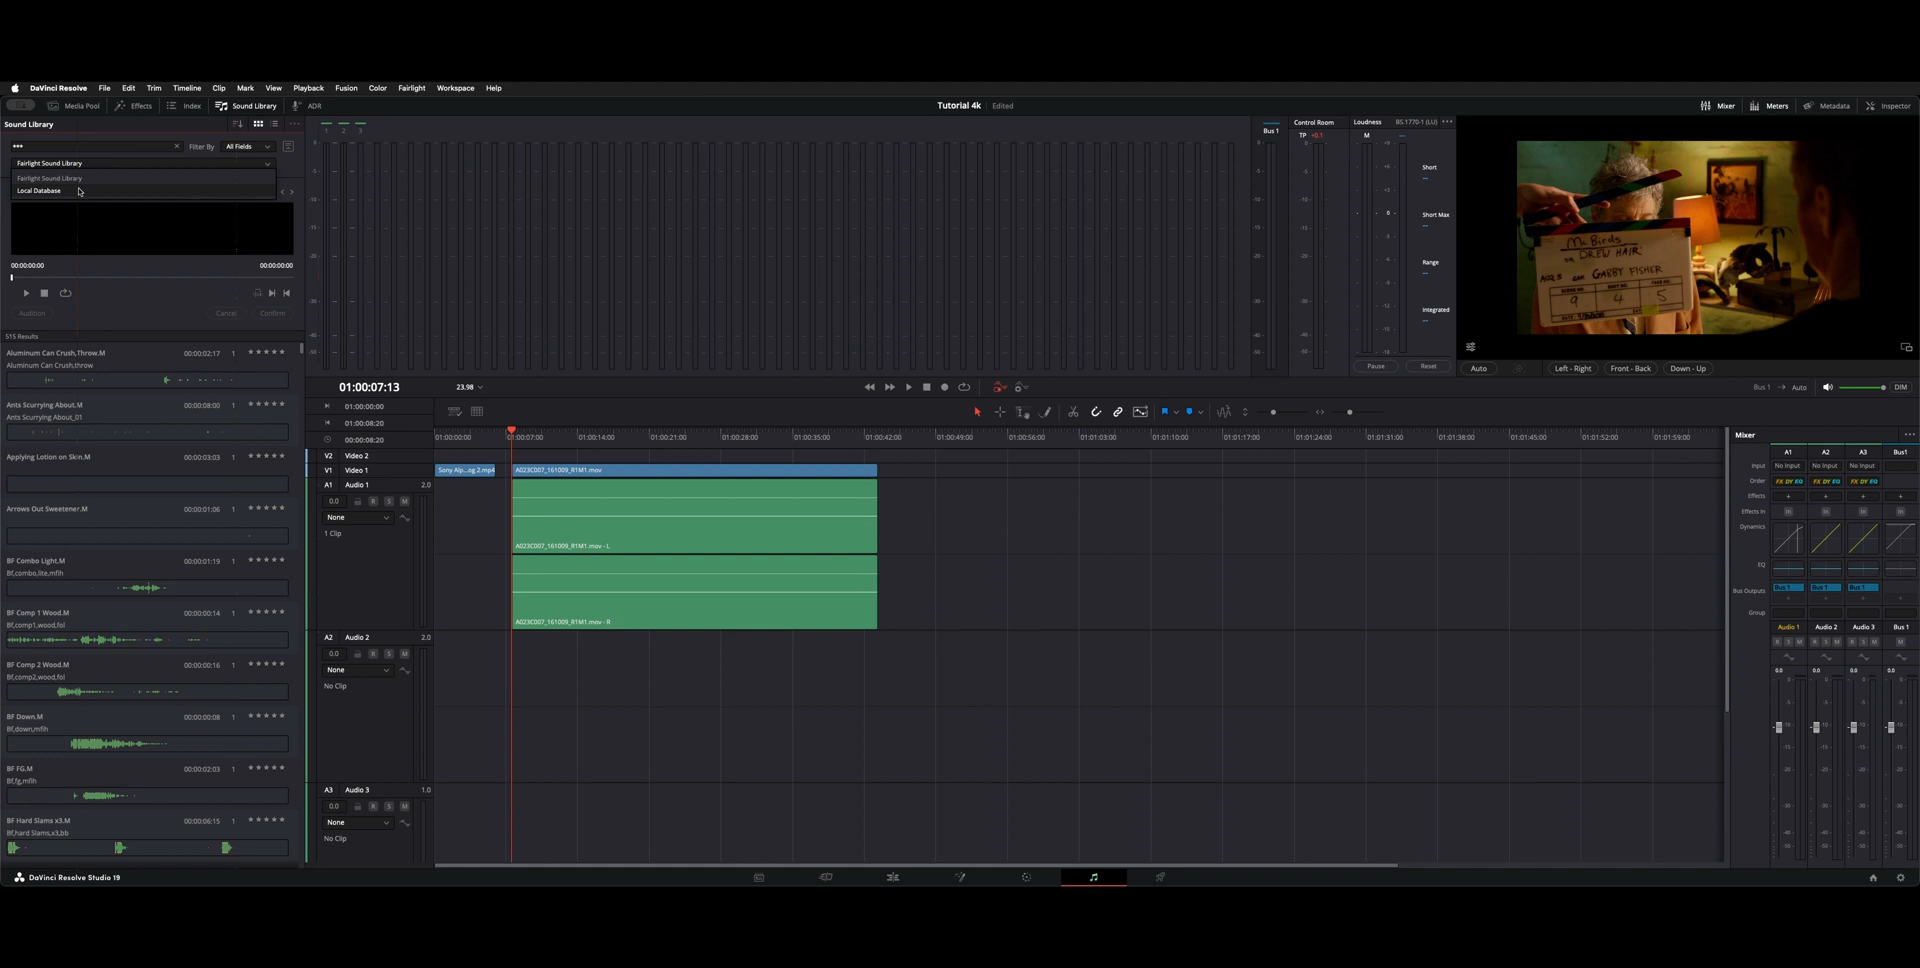 DaVinci Resolve File Edit Trim Timeline Clip Mark View Playback Fusion Color Fairlight Workspace Help
Media Pool Effects Index Sound Library ADR
Tutorial 4k Edited
Mixer Meters Metadata Inspector
Sound Library
*** Filter By All Fields
Fairlight Sound Library
Fairlight Sound Library
Local Database
00:00:00:00 00:00:00:00
Audition Cancel Confirm
515 Results
Aluminum Can Crush,Throw.M 00:00:02:17 1
Aluminum Can Crush,throw
Ants Scurrying About.M 00:00:08:00 1
Ants Scurrying About_01
Applying Lotion on Skin.M 00:00:03:03 1
Arrows Out Sweetener.M 00:00:01:06 1
BF Combo Light.M 00:00:01:19 1
Bf,combo,lite,mfih
BF Comp 1 Wood.M 00:00:00:14 1
Bf,comp1,wood,fol
BF Comp 2 Wood.M 00:00:00:16 1
Bf,comp2,wood,fol
BF Down.M 00:00:00:08 1
Bf,down,mfih
BF FG.M 00:00:02:03 1
Bf,fg,mfih
BF Hard Slams x3.M 00:00:06:15 1
Bf,hard Slams,x3,bb
1 2 3
Bus 1
Control Room
TP +0.1
Loudness BS.1770-1 (LU)
M
Short
Short Max
Range
Integrated
Pause Reset
Mc Birds
DREW HAIR
GABBY FISHER
9 4 5
Auto Left - Right Front - Back Down - Up
01:00:07:13 23.98
Bus 1 Auto DIM
01:00:00:00
01:00:08:20
00:00:08:20
01:00:00:00 01:00:07:00 01:00:14:00 01:00:21:00 01:00:28:00 01:00:35:00 01:00:42:00 01:00:49:00 01:00:56:00 01:01:03:00 01:01:10:00 01:01:17:00 01:01:24:00 01:01:31:00 01:01:38:00 01:01:45:00 01:01:52:00 01:01:59:00
V2 Video 2
V1 Video 1
Sony Alp...og 2.mp4 A023C007_161009_R1M1.mov
A1 Audio 1 2.0
0.0 R S M
None
1 Clip
A023C007_161009_R1M1.mov - L
A023C007_161009_R1M1.mov - R
A2 Audio 2 2.0
0.0 R S M
None
No Clip
A3 Audio 3 1.0
0.0 R S M
None
No Clip
Mixer
A1 A2 A3 Bus1
Input No Input No Input No Input
Order FX DY EQ FX DY EQ FX DY EQ
Effects + + + +
Effects In
Dynamics
EQ
Bus Outputs Bus 1 Bus 1 Bus 1
Group
Audio 1 Audio 2 Audio 3 Bus 1
R S M R S M R S M M
0.0 0.0 0.0 0.0
DaVinci Resolve Studio 19